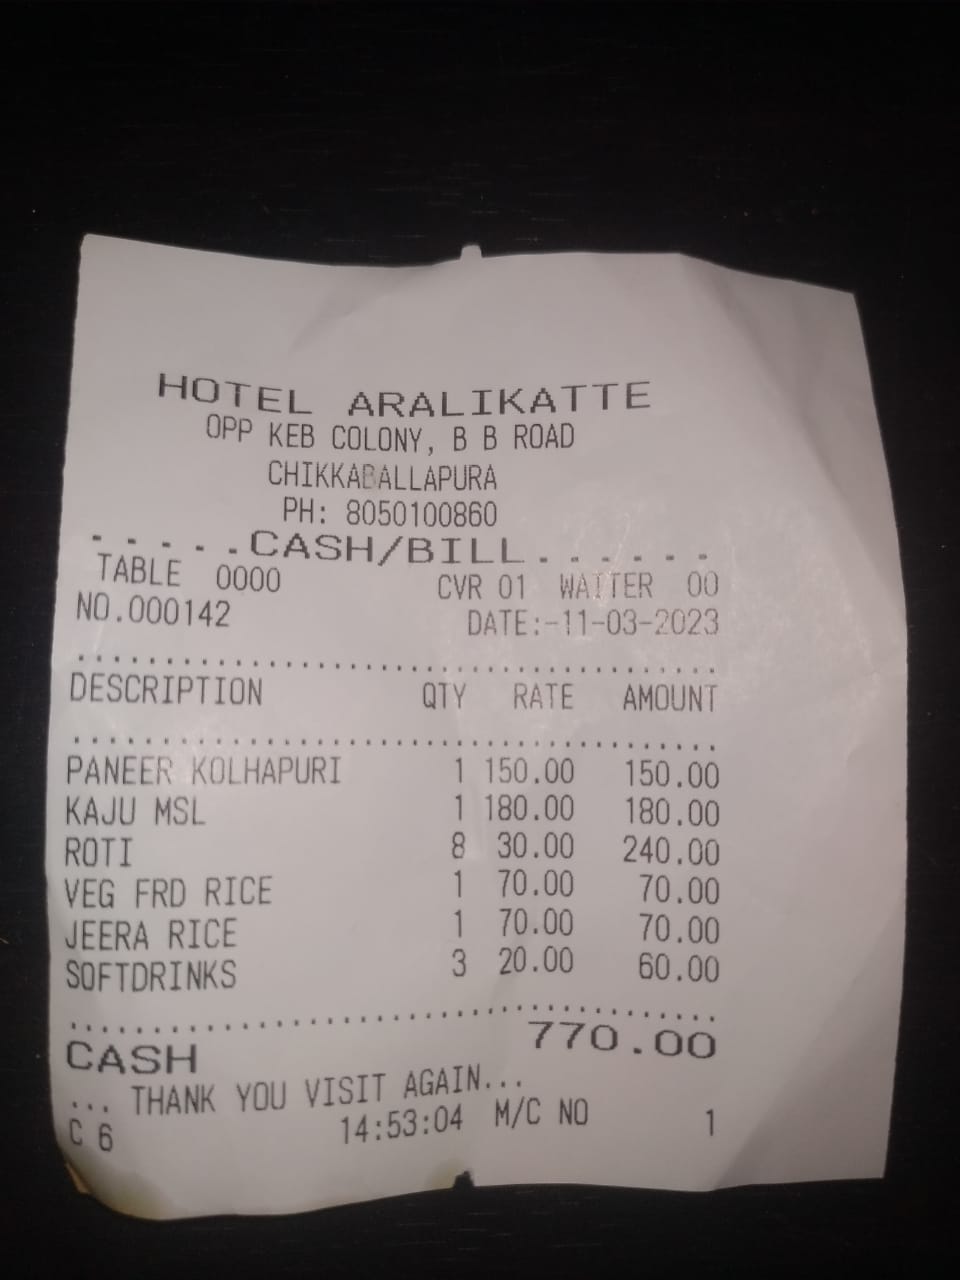 HOTEL ARALIKATTE
OPP KEB COLONY, B B ROAD
CHIKKABALLAPURA
PH: 8050100860
- - - - -CASH/BILL- - - - - -
TABLE 0000 CVR 01 WAITER 00
NO.000142 DATE:-11-03-2023
DESCRIPTION QTY RATE AMOUNT
PANEER KOLHAPURI 1 150.00 150.00
KAJU MSL 1 180.00 180.00
ROTI 8 30.00 240.00
VEG FRD RICE 1 70.00 70.00
JEERA RICE 1 70.00 70.00
SOFTDRINKS 3 20.00 60.00
CASH 770.00
... THANK YOU VISIT AGAIN...
C 6 14:53:04 M/C NO 1